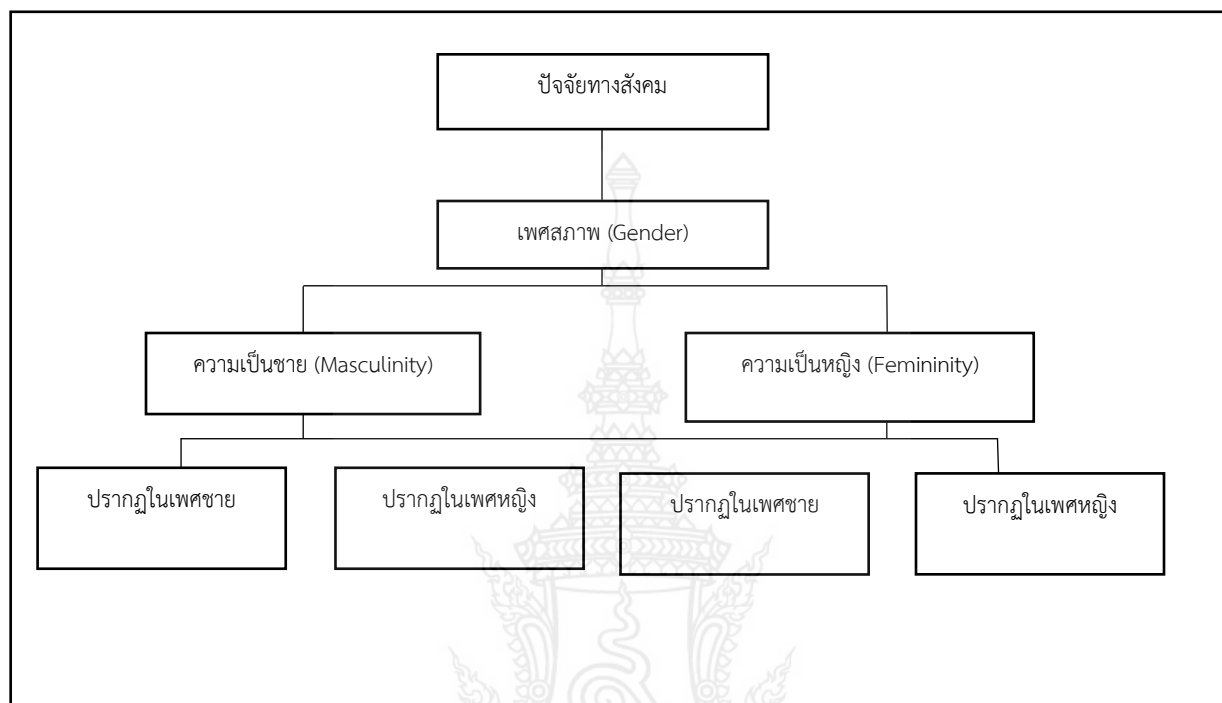 ปัจจัยทางสังคม
เพศสภาพ (Gender)
ความเป็นชาย (Masculinity)
ความเป็นหญิง (Femininity)
ปรากฏในเพศชาย
ปรากฏในเพศหญิง
ปรากฏในเพศชาย
ปรากฏในเพศหญิง